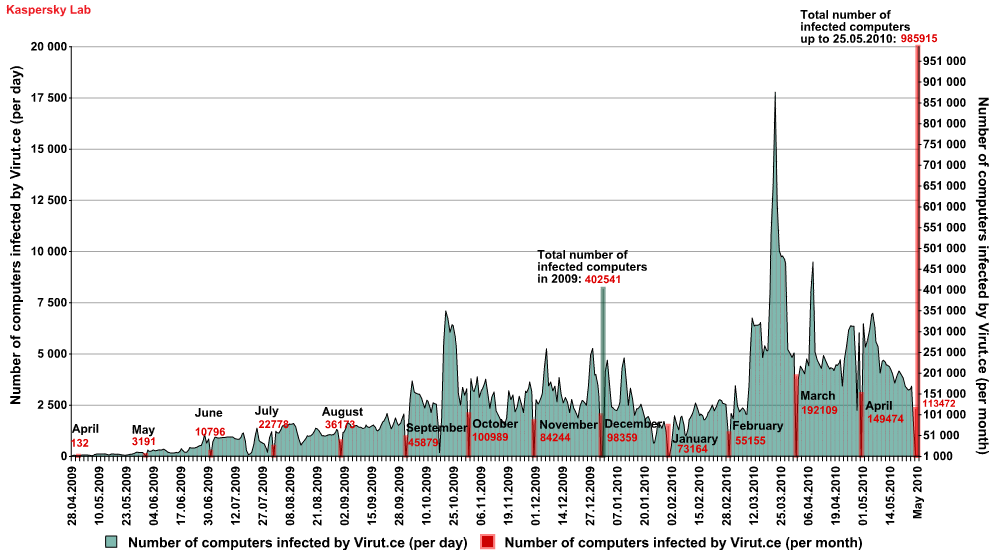 Kaspersky Lab
Total number of
infected computers
up to 25.05.2010: 985915
Number of computers infected by Virut.ce (per day)
20 000
17 500
15 000
12 500
10 000
7 500
5 000
2 500
0
951 000
901 000
851 000
801 000
751 000
701 000
651 000
601 000
551 000
501 000
451 000
401 000
351 000
301 000
251 000
201 000
151 000
101 000
51 000
1 000
Number of computers infected by Virut.ce (per month)
Total number of
infected computers
in 2009: 402541
April
132
May
3191
June
10796
July
22778
August
36173
September
45879
October
100989
November
84244
December
98359
January
73164
February
55155
March
192109
April
149474
113472
28.04.2009
10.05.2009
23.05.2009
04.06.2009
17.06.2009
30.06.2009
12.07.2009
27.07.2009
08.08.2009
21.08.2009
02.09.2009
15.09.2009
28.09.2009
10.10.2009
25.10.2009
06.11.2009
19.11.2009
01.12.2009
14.12.2009
27.12.2009
07.01.2010
20.01.2010
02.02.2010
15.02.2010
28.02.2010
12.03.2010
25.03.2010
06.04.2010
19.04.2010
01.05.2010
14.05.2010
May 2010
Number of computers infected by Virut.ce (per day)
Number of computers infected by Virut.ce (per month)